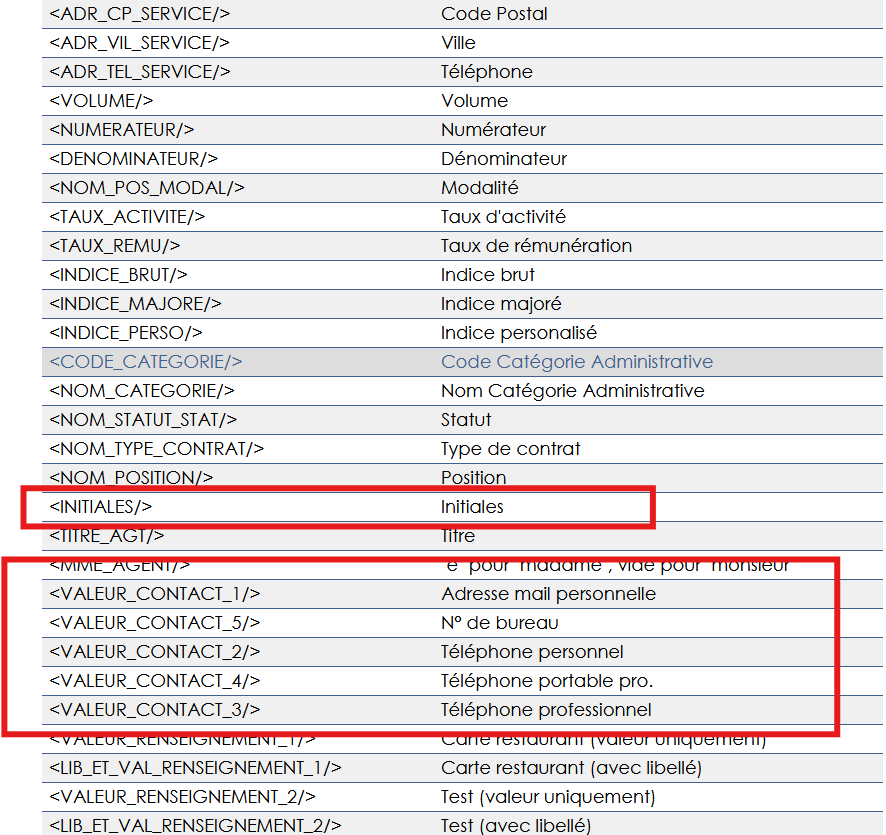 <ADR_CP_SERVICE/> Code Postal
<ADR_VIL_SERVICE/> Ville
<ADR_TEL_SERVICE/> Téléphone
<VOLUME/> Volume
<NUMERATEUR/> Numérateur
<DENOMINATEUR/> Dénominateur
<NOM_POS_MODAL/> Modalité
<TAUX_ACTIVITE/> Taux d'activité
<TAUX_REMU/> Taux de rémunération
<INDICE_BRUT/> Indice brut
<INDICE_MAJORE/> Indice majoré
<INDICE_PERSO/> Indice personalisé
<CODE_CATEGORIE/> Code Catégorie Administrative
<NOM_CATEGORIE/> Nom Catégorie Administrative
<NOM_STATUT_STAT/> Statut
<NOM_TYPE_CONTRAT/> Type de contrat
<NOM_POSITION/> Position
<INITIALES/> Initiales
<TITRE_AGT/> Titre
<MME_AGENT/> e pour madame , vide pour monsieur
<VALEUR_CONTACT_1/> Adresse mail personnelle
<VALEUR_CONTACT_5/> N° de bureau
<VALEUR_CONTACT_2/> Téléphone personnel
<VALEUR_CONTACT_4/> Téléphone portable pro.
<VALEUR_CONTACT_3/> Téléphone professionnel
<VALEUR_RENSEIGNEMENT_1/> Carte restaurant (valeur uniquement)
<LIB_ET_VAL_RENSEIGNEMENT_1/> Carte restaurant (avec libellé)
<VALEUR_RENSEIGNEMENT_2/> Test (valeur uniquement)
<LIB_ET_VAL_RENSEIGNEMENT_2/> Test (avec libellé)